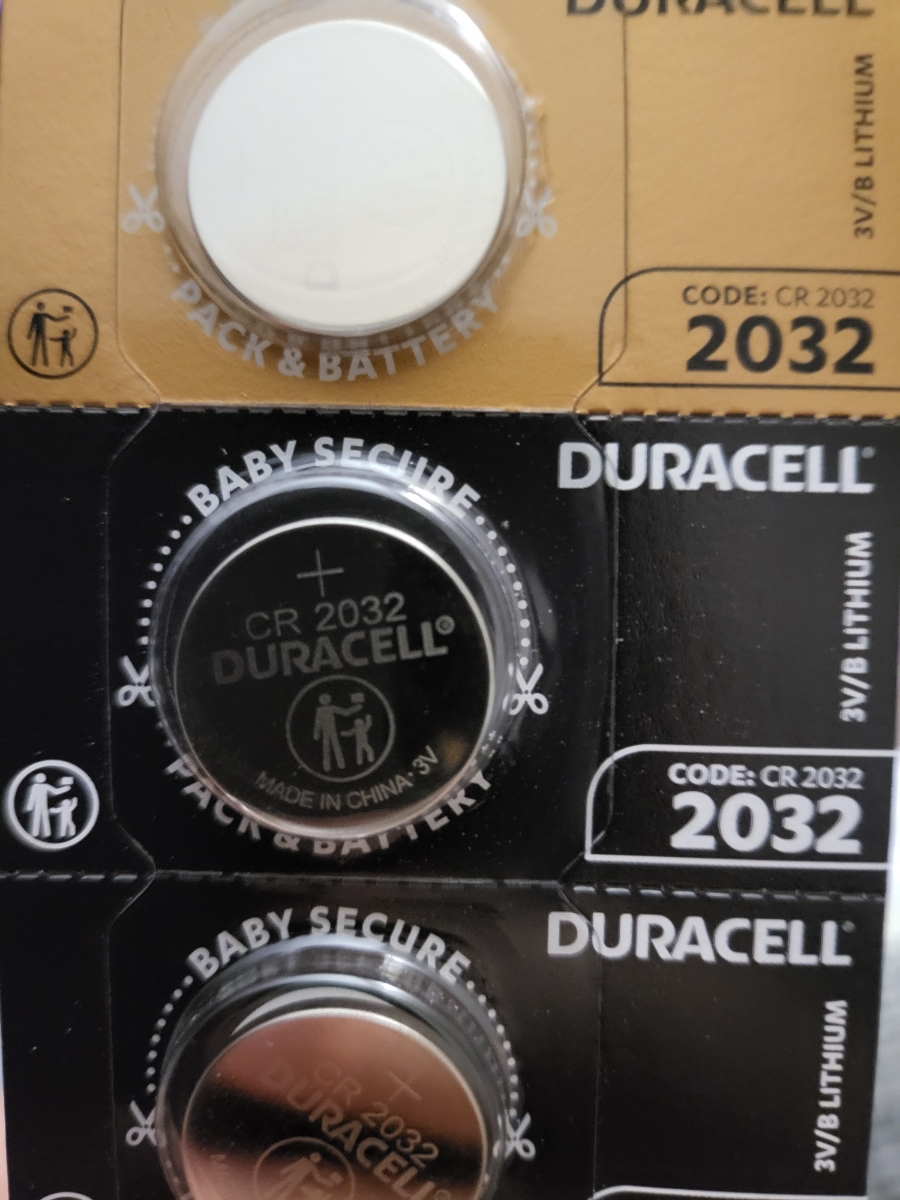 DURACELL
3V/B LITHIUM
PACK & BATTERY
CODE: CR 2032
2032
BABY SECURE
DURACELL
+
CR 2032
DURACELL®
MADE IN CHINA • 3V
3V/B LITHIUM
PACK & BATTERY
CODE: CR 2032
2032
BABY SECURE
DURACELL
+
CR 2032
DURACELL
3V/B LITHIUM